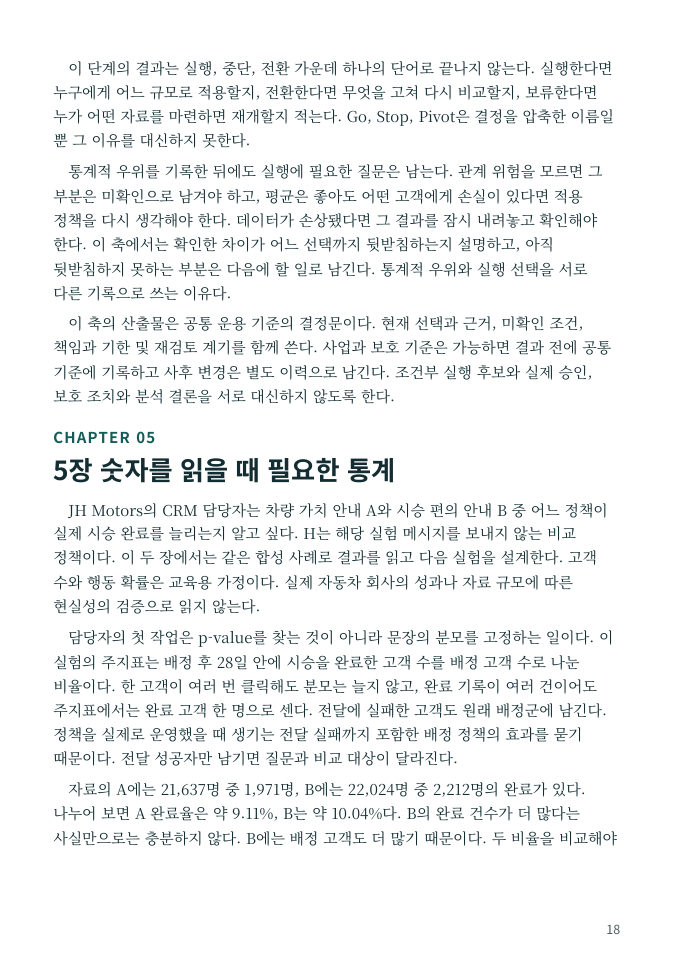 이 단계의 결과는 실행, 중단, 전환 가운데 하나의 단어로 끝나지 않는다. 실행한다면
누구에게 어느 규모로 적용할지, 전환한다면 무엇을 고쳐 다시 비교할지, 보류한다면
누가 어떤 자료를 마련하면 재개할지 적는다. Go, Stop, Pivot은 결정을 압축한 이름일
뿐 그 이유를 대신하지 못한다.
통계적 우위를 기록한 뒤에도 실행에 필요한 질문은 남는다. 관계 위험을 모르면 그
부분은 미확인으로 남겨야 하고, 평균은 좋아도 어떤 고객에게 손실이 있다면 적용
정책을 다시 생각해야 한다. 데이터가 손상됐다면 그 결과를 잠시 내려놓고 확인해야
한다. 이 축에서는 확인한 차이가 어느 선택까지 뒷받침하는지 설명하고, 아직
뒷받침하지 못하는 부분은 다음에 할 일로 남긴다. 통계적 우위와 실행 선택을 서로
다른 기록으로 쓰는 이유다.
이 축의 산출물은 공통 운용 기준의 결정문이다. 현재 선택과 근거, 미확인 조건,
책임과 기한 및 재검토 계기를 함께 쓴다. 사업과 보호 기준은 가능하면 결과 전에 공통
기준에 기록하고 사후 변경은 별도 이력으로 남긴다. 조건부 실행 후보와 실제 승인,
보호 조치와 분석 결론을 서로 대신하지 않도록 한다.
CHAPTER 05
5장 숫자를 읽을 때 필요한 통계
JH Motors의 CRM 담당자는 차량 가치 안내 A와 시승 편의 안내 B 중 어느 정책이
실제 시승 완료를 늘리는지 알고 싶다. H는 해당 실험 메시지를 보내지 않는 비교
정책이다. 이 두 장에서는 같은 합성 사례로 결과를 읽고 다음 실험을 설계한다. 고객
수와 행동 확률은 교육용 가정이다. 실제 자동차 회사의 성과나 자료 규모에 따른
현실성의 검증으로 읽지 않는다.
담당자의 첫 작업은 p-value를 찾는 것이 아니라 문장의 분모를 고정하는 일이다. 이
실험의 주지표는 배정 후 28일 안에 시승을 완료한 고객 수를 배정 고객 수로 나눈
비율이다. 한 고객이 여러 번 클릭해도 분모는 늘지 않고, 완료 기록이 여러 건이어도
주지표에서는 완료 고객 한 명으로 센다. 전달에 실패한 고객도 원래 배정군에 남긴다.
정책을 실제로 운영했을 때 생기는 전달 실패까지 포함한 배정 정책의 효과를 묻기
때문이다. 전달 성공자만 남기면 질문과 비교 대상이 달라진다.
자료의 A에는 21,637명 중 1,971명, B에는 22,024명 중 2,212명의 완료가 있다.
나누어 보면 A 완료율은 약 9.11%, B는 약 10.04%다. B의 완료 건수가 더 많다는
사실만으로는 충분하지 않다. B에는 배정 고객도 더 많기 때문이다. 두 비율을 비교해야
18